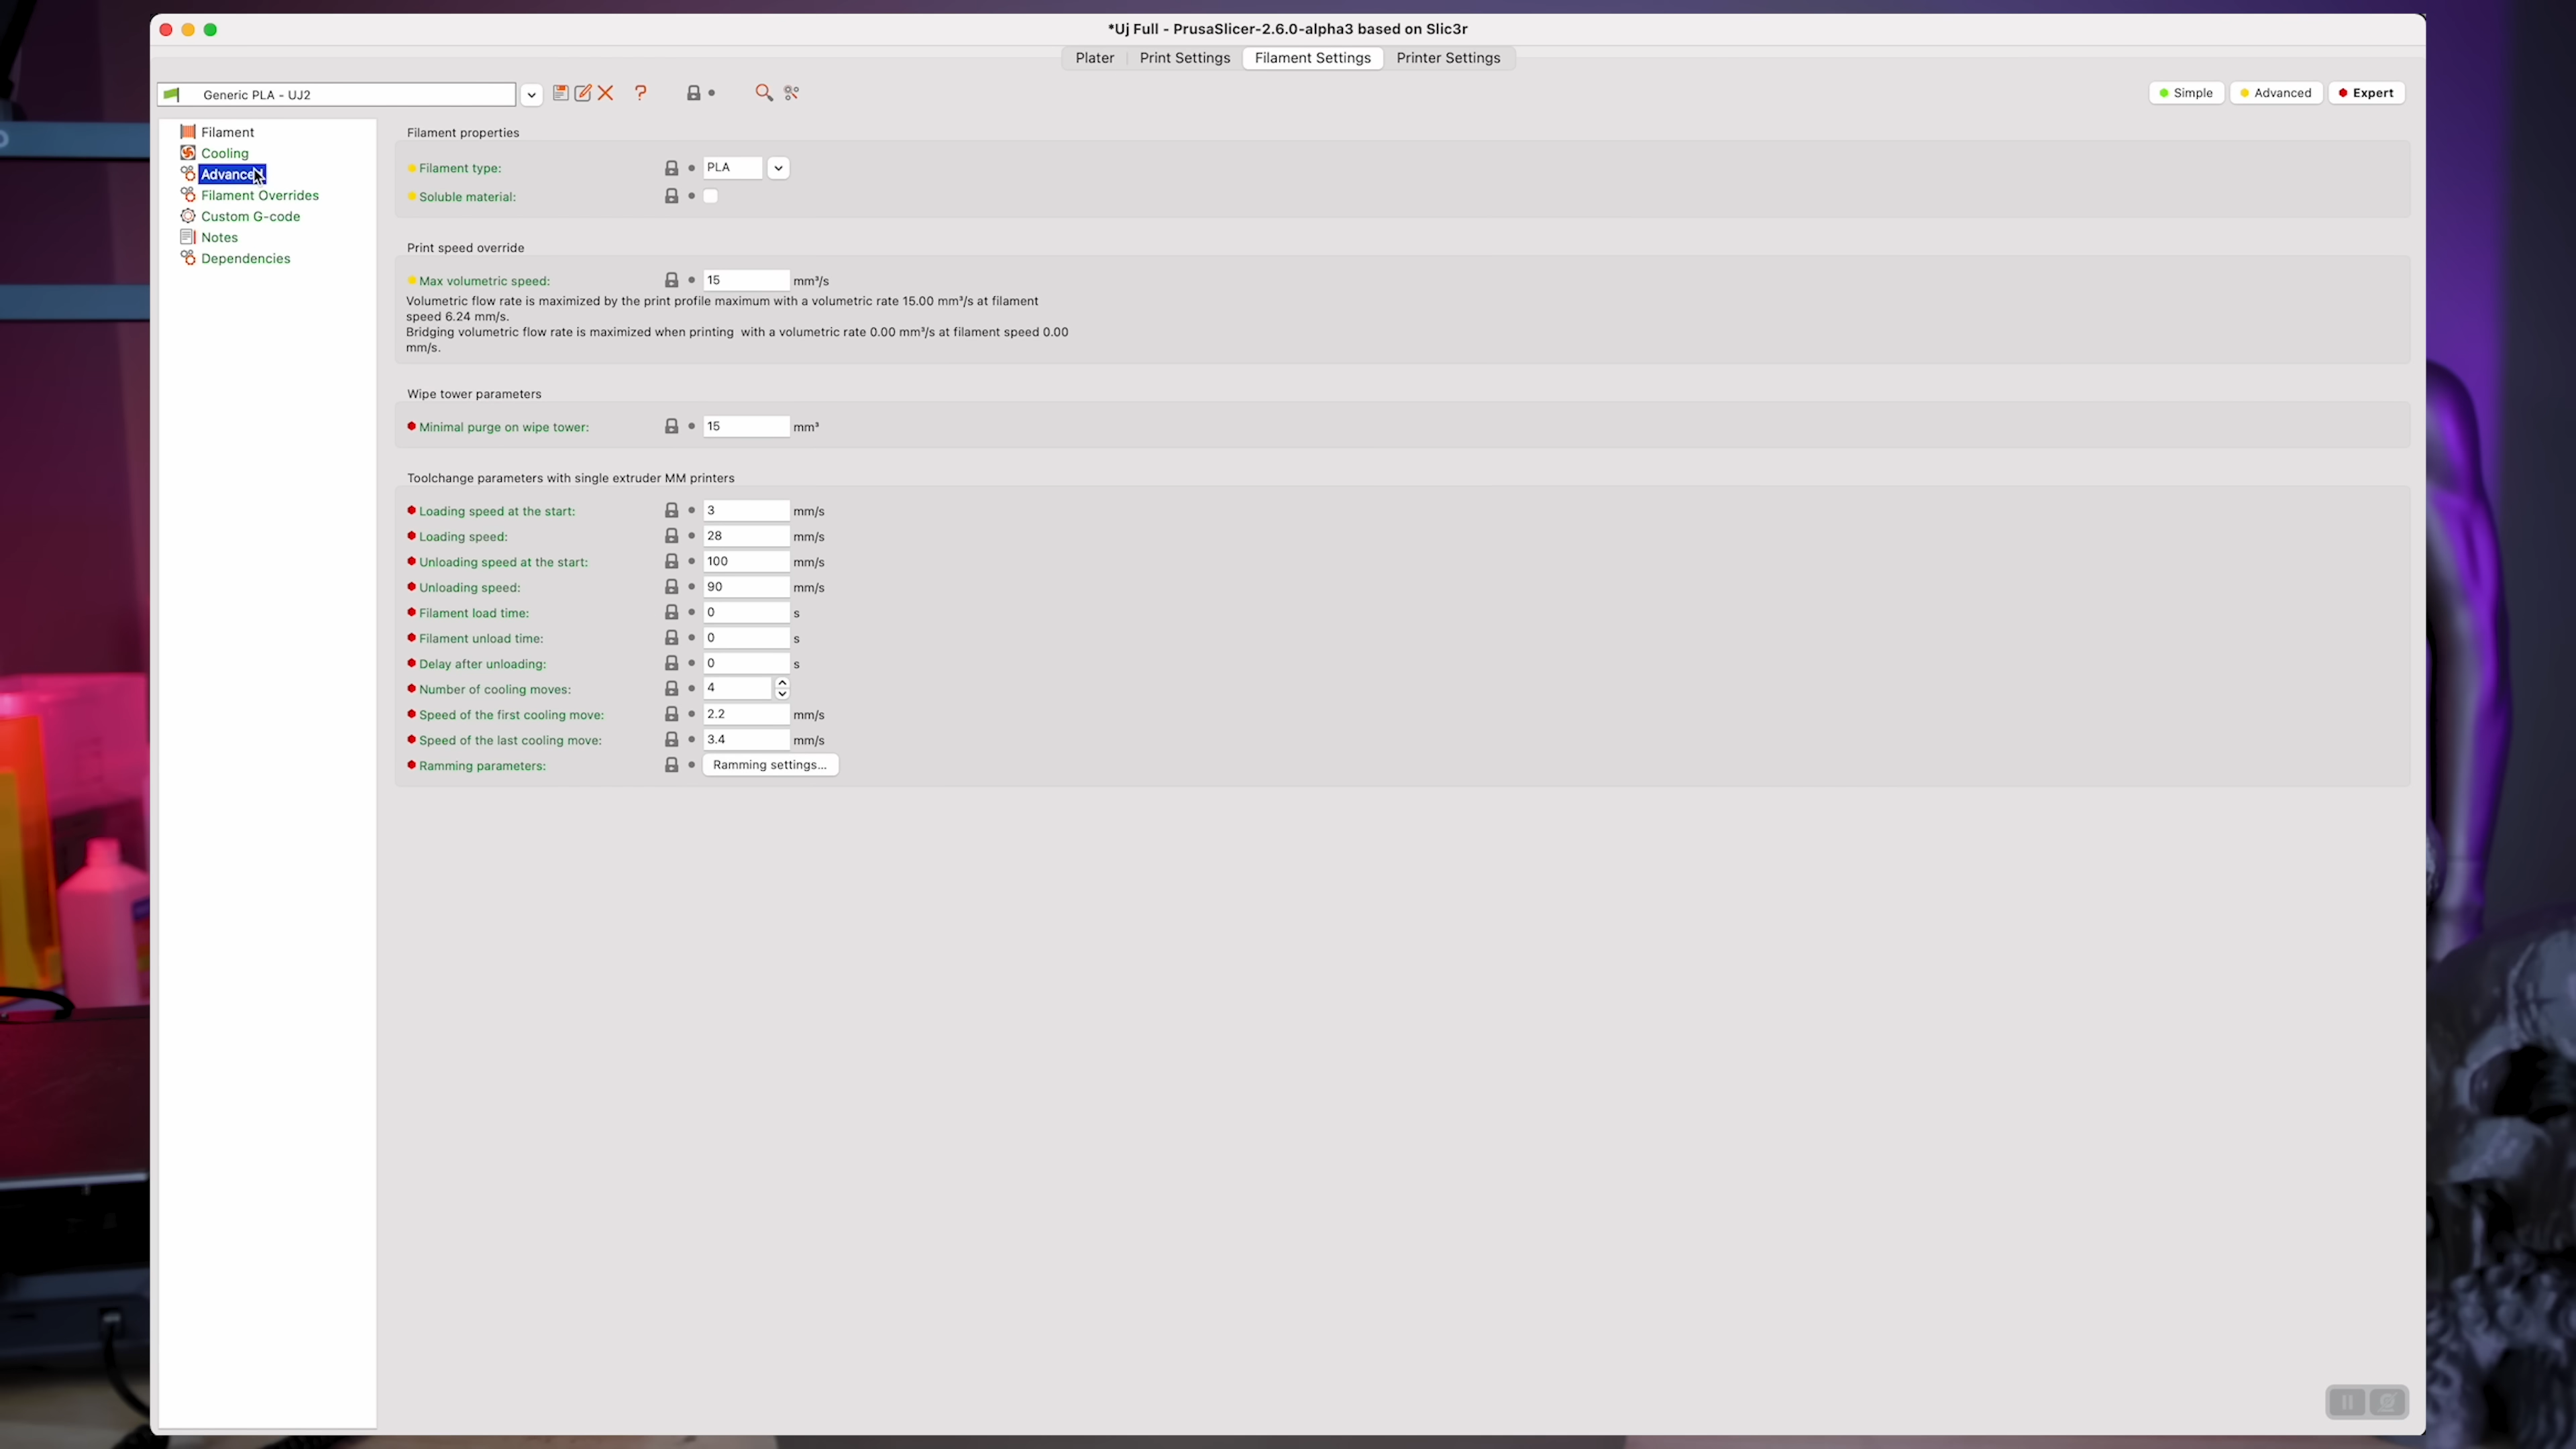 *Uj Full - PrusaSlicer-2.6.0-alpha3 based on Slic3r
Plater
Print Settings
Filament Settings
Printer Settings
Generic PLA - UJ2
?
Simple
Advanced
Expert
Filament
Cooling
Advanced
Filament Overrides
Custom G-code
Notes
Dependencies
Filament properties
Filament type: PLA
Soluble material:
Print speed override
Max volumetric speed: 15 mm³/s
Volumetric flow rate is maximized by the print profile maximum with a volumetric rate 15.00 mm³/s at filament
speed 6.24 mm/s.
Bridging volumetric flow rate is maximized when printing  with a volumetric rate 0.00 mm³/s at filament speed 0.00
mm/s.
Wipe tower parameters
Minimal purge on wipe tower: 15 mm³
Toolchange parameters with single extruder MM printers
Loading speed at the start: 3 mm/s
Loading speed: 28 mm/s
Unloading speed at the start: 100 mm/s
Unloading speed: 90 mm/s
Filament load time: 0 s
Filament unload time: 0 s
Delay after unloading: 0 s
Number of cooling moves: 4
Speed of the first cooling move: 2.2 mm/s
Speed of the last cooling move: 3.4 mm/s
Ramming parameters: Ramming settings...